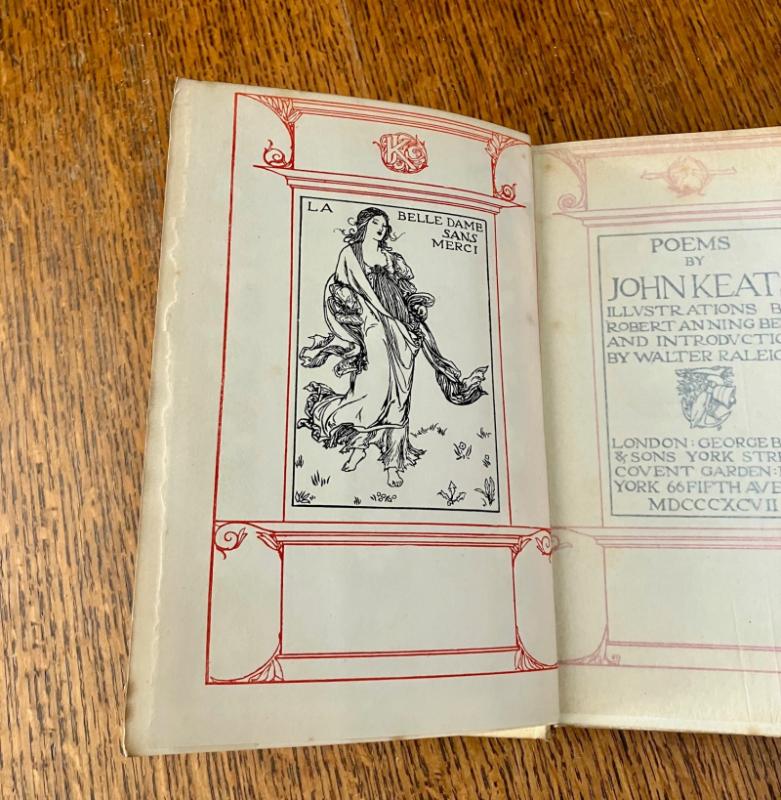 K
LA BELLE DAME
SANS
MERCI
POEMS
BY
JOHN KEATS
ILLVSTRATIONS B
ROBERT ANNING BE
AND INTRODVCTIO
BY WALTER RALEIG
LONDON: GEORGE B
& SONS YORK STRE
COVENT GARDEN:
YORK 66 FIFTH AVE
MDCCCXCVII